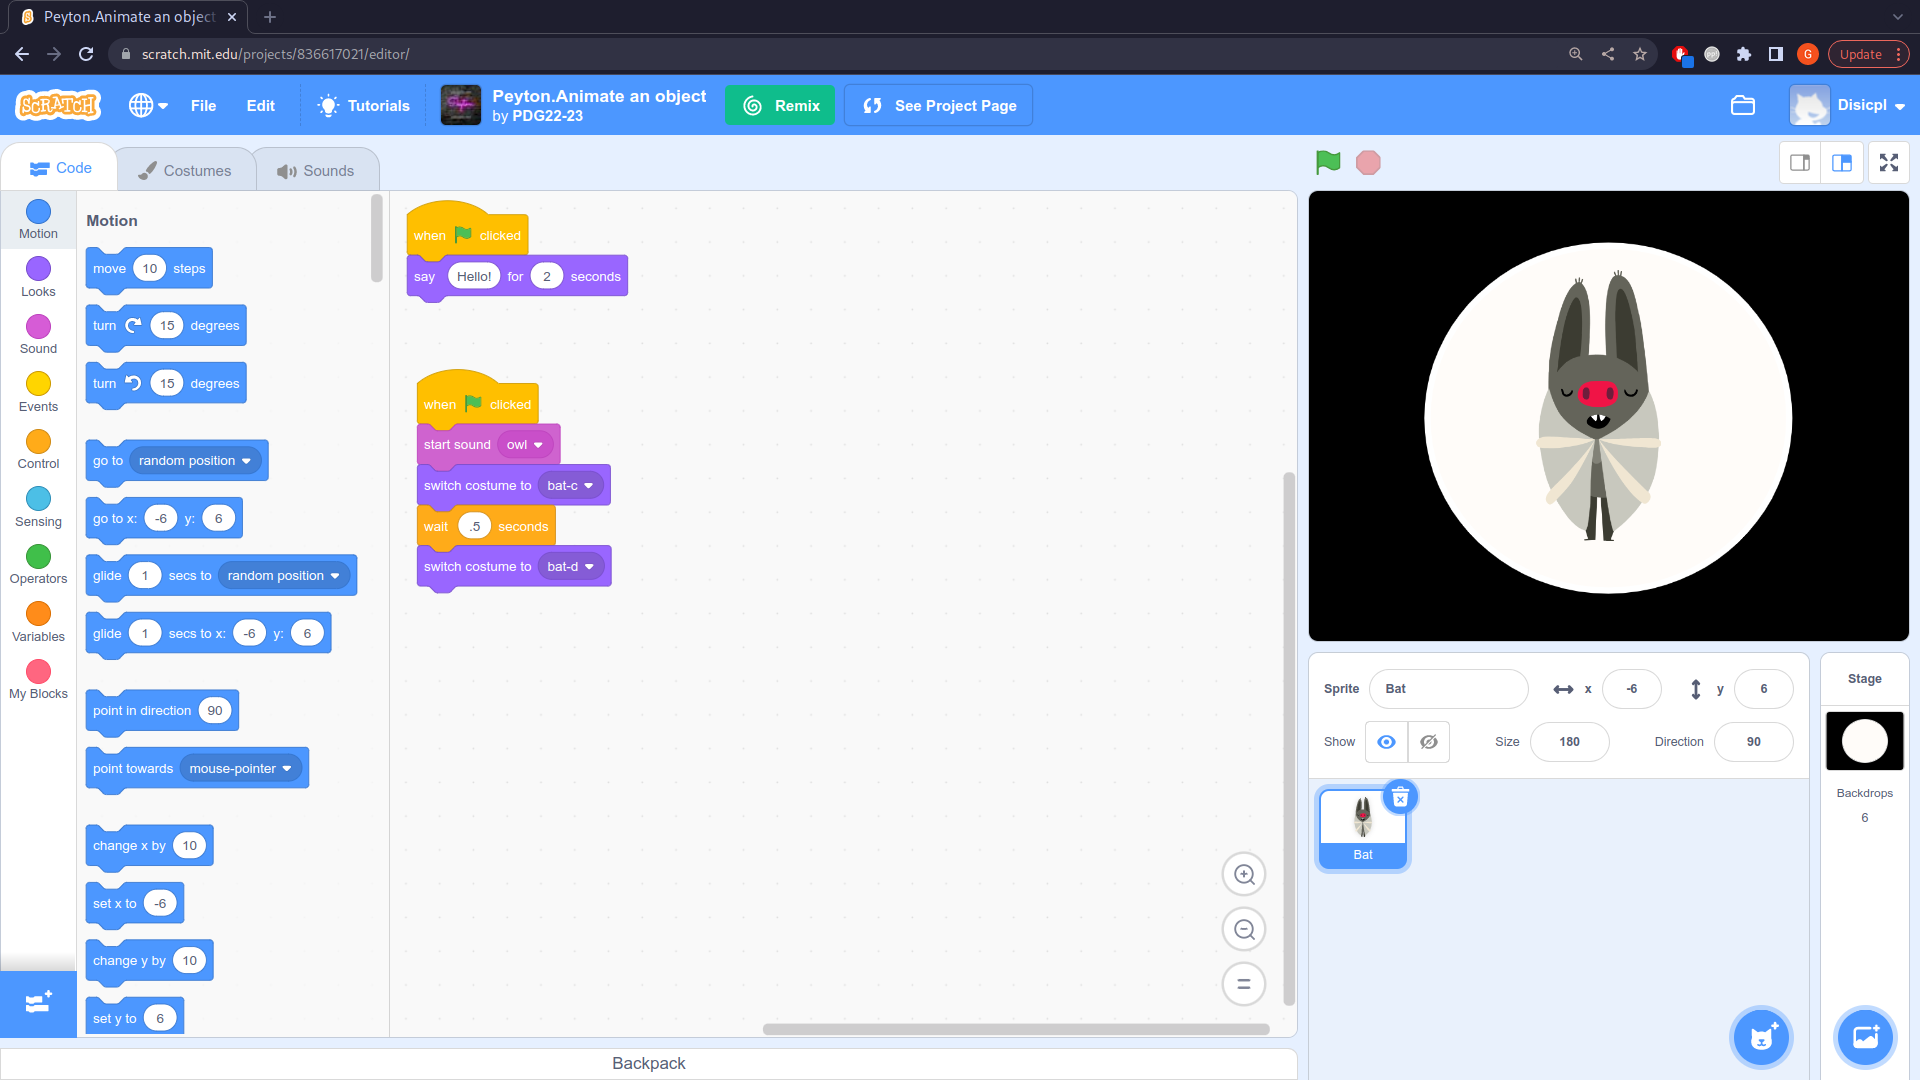 Peyton.Animate an object
scratch.mit.edu/projects/836617021/editor/
G
Update
SCRATCH
File
Edit
Tutorials
Peyton.Animate an object
by PDG22-23
Remix
See Project Page
Disicpl
Code
Costumes
Sounds
Motion
Looks
Sound
Events
Control
Sensing
Operators
Variables
My Blocks
Motion
move 10 steps
turn 15 degrees
turn 15 degrees
go to random position
go to x: -6 y: 6
glide 1 secs to random position
glide 1 secs to x: -6 y: 6
point in direction 90
point towards mouse-pointer
change x by 10
set x to -6
change y by 10
set y to 6
when clicked
say Hello! for 2 seconds
when clicked
start sound owl
switch costume to bat-c
wait .5 seconds
switch costume to bat-d
Sprite Bat x -6 y 6
Show Size 180 Direction 90
Bat
Stage
Backdrops
6
Backpack